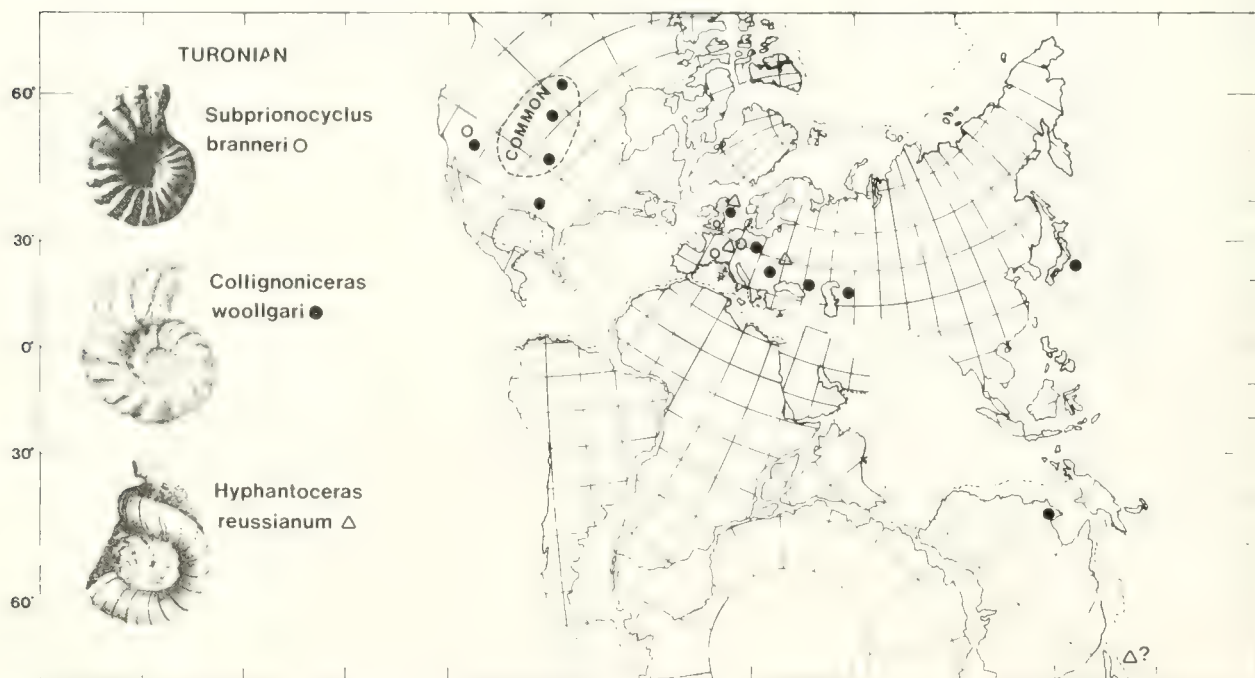 TURONIAN
60°
COMMON
Subprionocyclus
branneri ○
30°
Collignoniceras
woollgari ●
0°
30°
Hyphantoceras
reussianum △
60°
△?